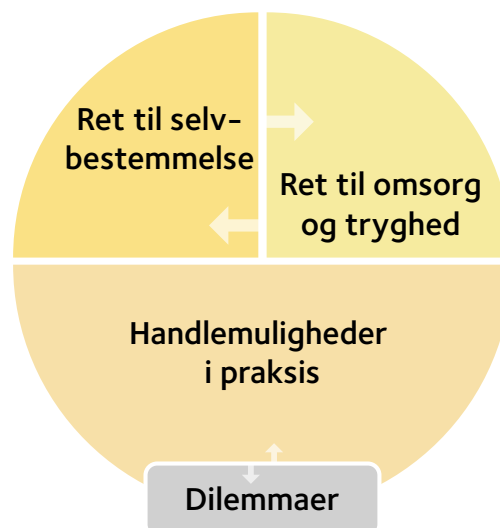 Ret til selv-
bestemmelse
Ret til omsorg
og tryghed
Handlemuligheder
i praksis
Dilemmaer